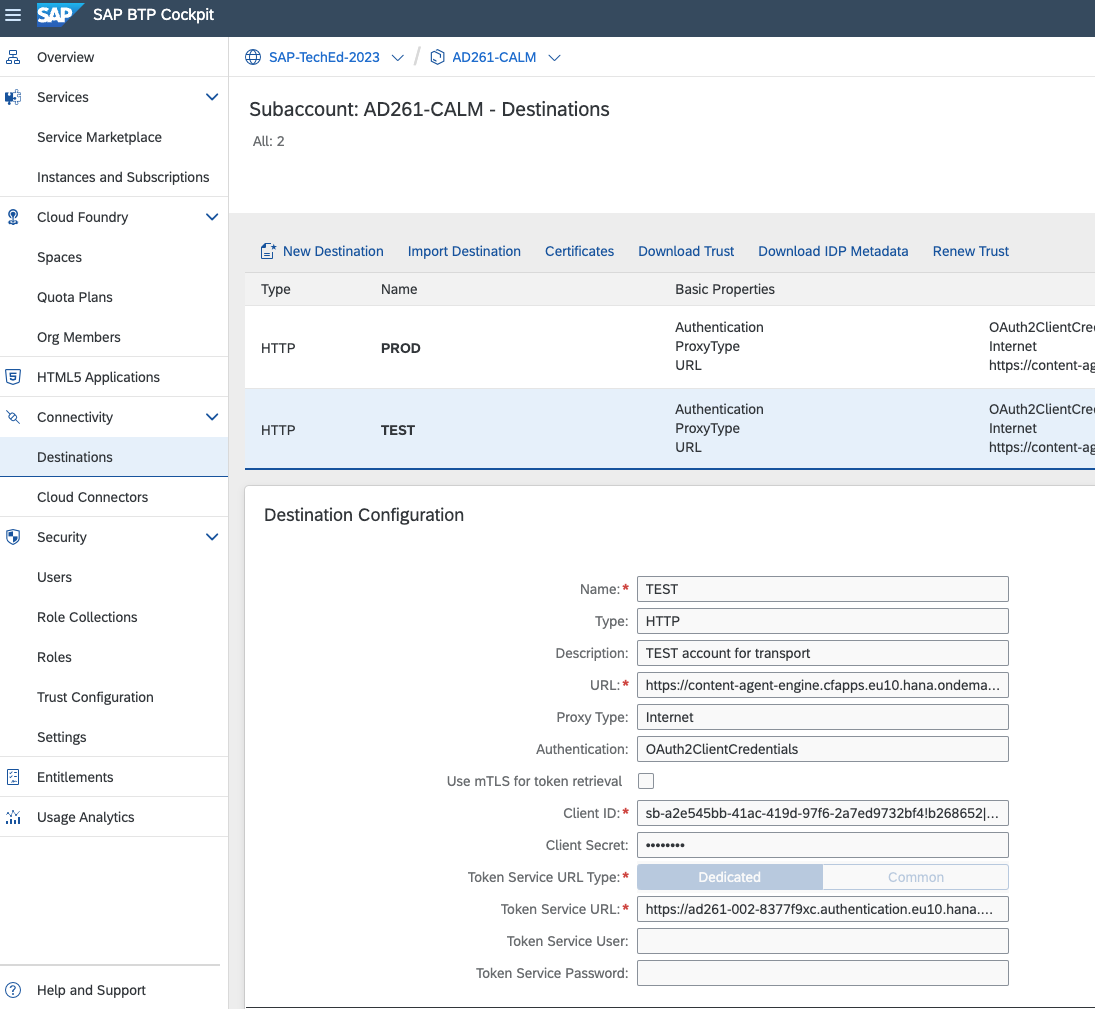 SAP SAP BTP Cockpit
Overview
Services
Service Marketplace
Instances and Subscriptions
Cloud Foundry
Spaces
Quota Plans
Org Members
HTML5 Applications
Connectivity
Destinations
Cloud Connectors
Security
Users
Role Collections
Roles
Trust Configuration
Settings
Entitlements
Usage Analytics
Help and Support
SAP-TechEd-2023 / AD261-CALM
Subaccount: AD261-CALM - Destinations
All: 2
New Destination Import Destination Certificates Download Trust Download IDP Metadata Renew Trust
Type Name Basic Properties
HTTP PROD
Authentication OAuth2ClientCre
ProxyType Internet
URL https://content-ag
HTTP TEST
Authentication OAuth2ClientCre
ProxyType Internet
URL https://content-ag
Destination Configuration
Name:* TEST
Type: HTTP
Description: TEST account for transport
URL:* https://content-agent-engine.cfapps.eu10.hana.ondema...
Proxy Type: Internet
Authentication: OAuth2ClientCredentials
Use mTLS for token retrieval
Client ID:* sb-a2e545bb-41ac-419d-97f6-2a7ed9732bf4!b268652|...
Client Secret: ••••••••
Token Service URL Type:* Dedicated Common
Token Service URL:* https://ad261-002-8377f9xc.authentication.eu10.hana....
Token Service User:
Token Service Password: